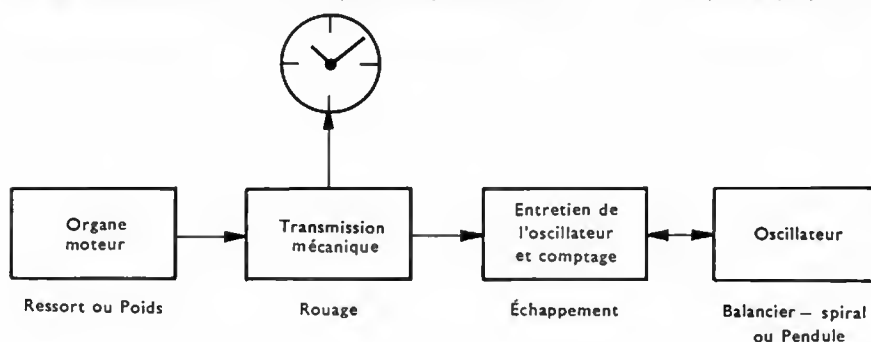 Organe
moteur
Transmission
mécanique
Entretien de
l'oscillateur
et comptage
Oscillateur
Ressort ou Poids
Rouage
Échappement
Balancier – spiral
ou Pendule